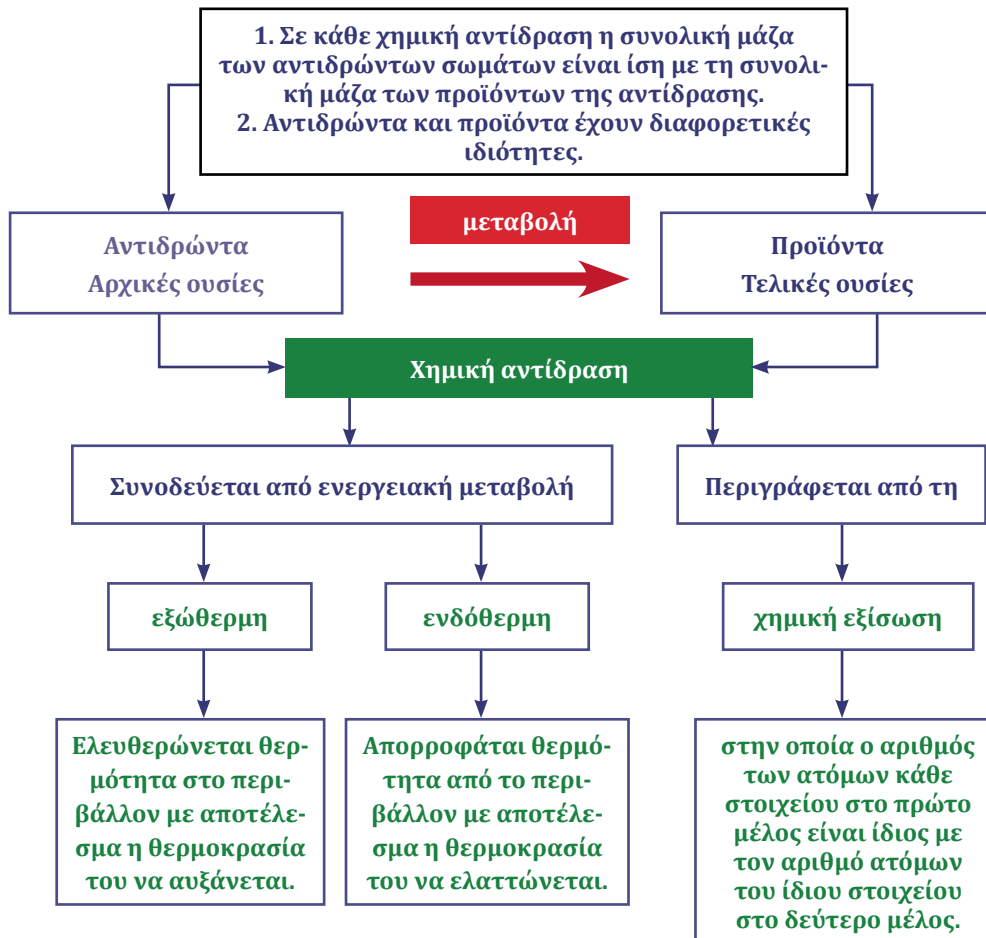 1. Σε κάθε χημική αντίδραση η συνολική μάζα
των αντιδρώντων σωμάτων είναι ίση με τη συνολι-
κή μάζα των προϊόντων της αντίδρασης.
2. Αντιδρώντα και προϊόντα έχουν διαφορετικές
ιδιότητες.
Αντιδρώντα
Αρχικές ουσίες
μεταβολή
Προϊόντα
Τελικές ουσίες
Χημική αντίδραση
Συνοδεύεται από ενεργειακή μεταβολή
Περιγράφεται από τη
εξώθερμη
ενδόθερμη
χημική εξίσωση
Ελευθερώνεται θερ-
μότητα στο περι-
βάλλον με αποτέλε-
σμα η θερμοκρασία
του να αυξάνεται.
Απορροφάται θερμό-
τητα από το περι-
βάλλον με αποτέλε-
σμα η θερμοκρασία
του να ελαττώνεται.
στην οποία ο αριθμός
των ατόμων κάθε
στοιχείου στο πρώτο
μέλος είναι ίδιος με
τον αριθμό ατόμων
του ίδιου στοιχείου
στο δεύτερο μέλος.